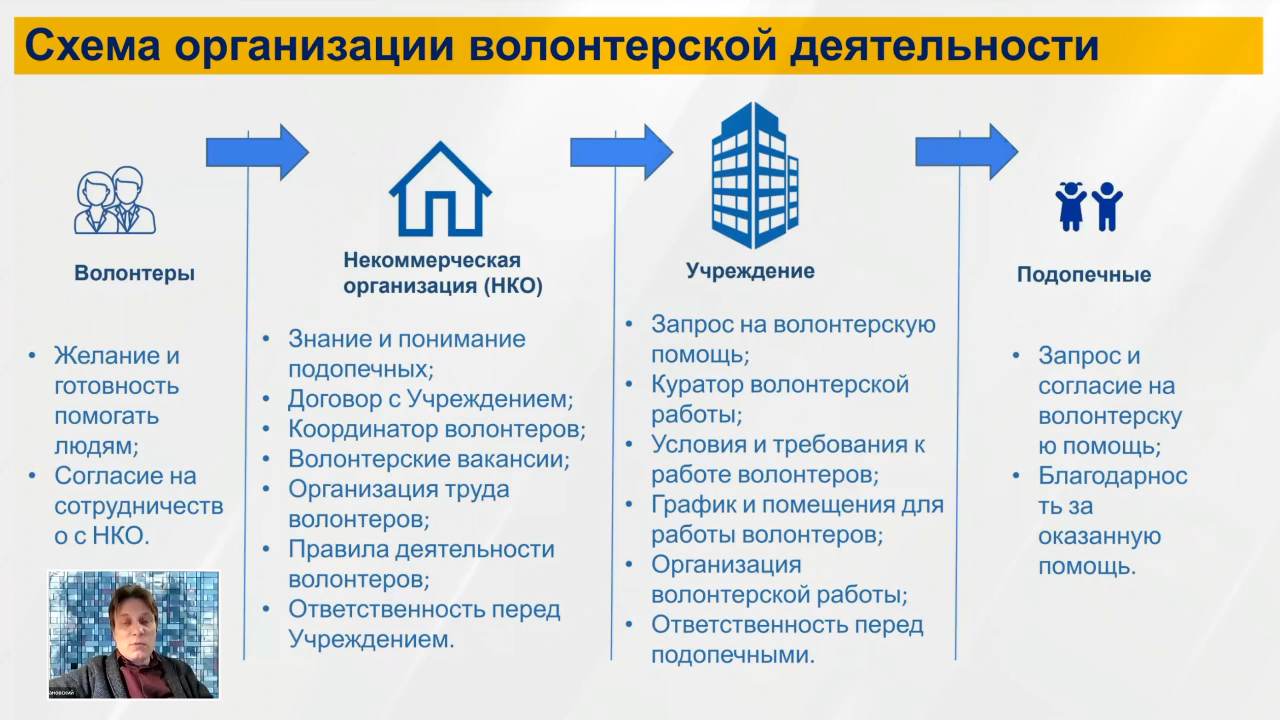 Схема организации волонтерской деятельности
Волонтеры
Желание и
готовность
помогать
людям;
Согласие на
сотрудничеств
о с НКО.
Некоммерческая
организация (НКО)
Знание и понимание
подопечных;
Договор с Учреждением;
Координатор волонтеров;
Волонтерские вакансии;
Организация труда
волонтеров;
Правила деятельности
волонтеров;
Ответственность перед
Учреждением.
Учреждение
Запрос на волонтерскую
помощь;
Куратор волонтерской
работы;
Условия и требования к
работе волонтеров;
График и помещения для
работы волонтеров;
Организация
волонтерской работы;
Ответственность перед
подопечными.
Подопечные
Запрос и
согласие на
волонтерску
ю помощь;
Благодарнос
ть за
оказанную
помощь.